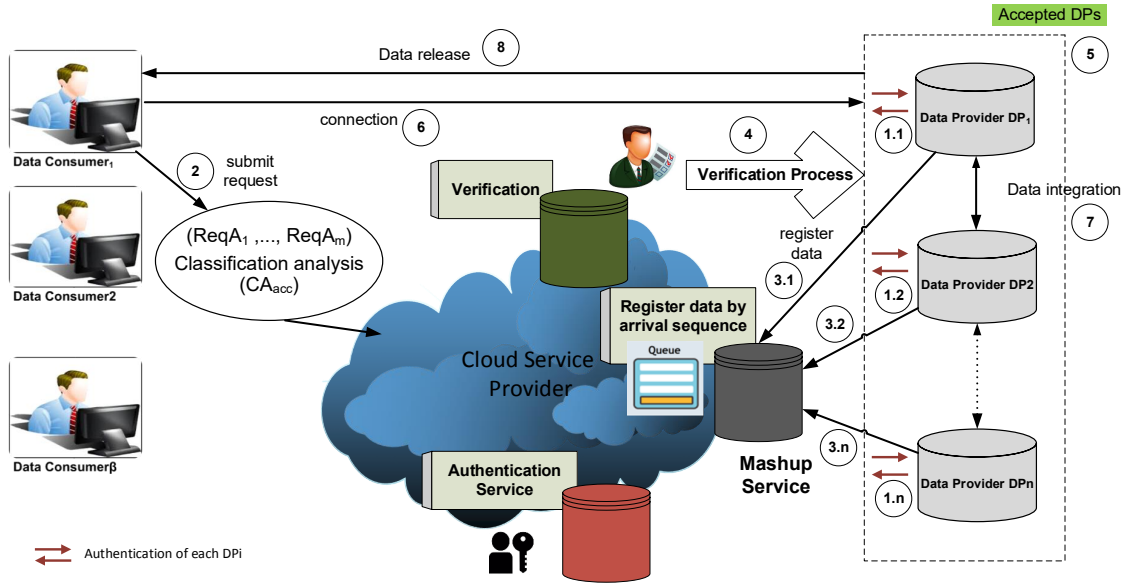 Accepted DPs
Data release
8
5
connection
6
4
1.1
Data Provider DP₁
Data Consumer₁
2
submit
request
Verification
Verification Process
Data integration
7
(ReqA₁ ,..., ReqAₘ)
Classification analysis
(CAacc)
register
data
3.1
1.2
Data Provider DP2
Data Consumer2
Register data by
arrival sequence
3.2
Queue
Cloud Service
Provider
Mashup
Service
3.n
Data Provider DPn
1.n
Data Consumerβ
Authentication
Service
Authentication of each DPi